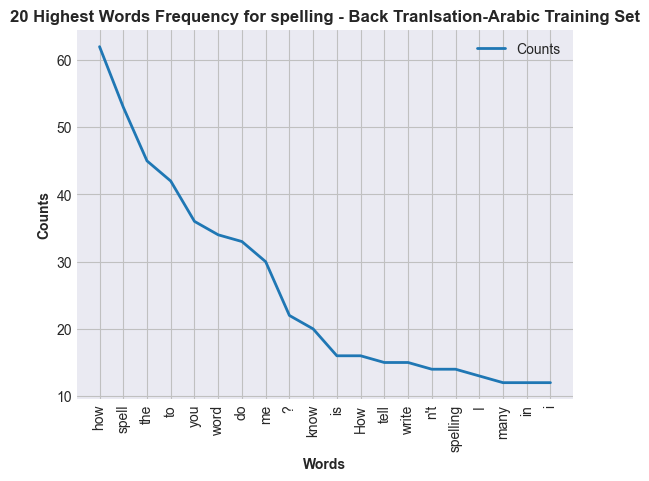 20 Highest Words Frequency for spelling - Back Tranlsation-Arabic Training Set
Counts
60
50
40
30
20
10
Counts
how
spell
the
to
you
word
do
me
?
know
is
How
tell
write
n't
spelling
I
many
in
i
Words